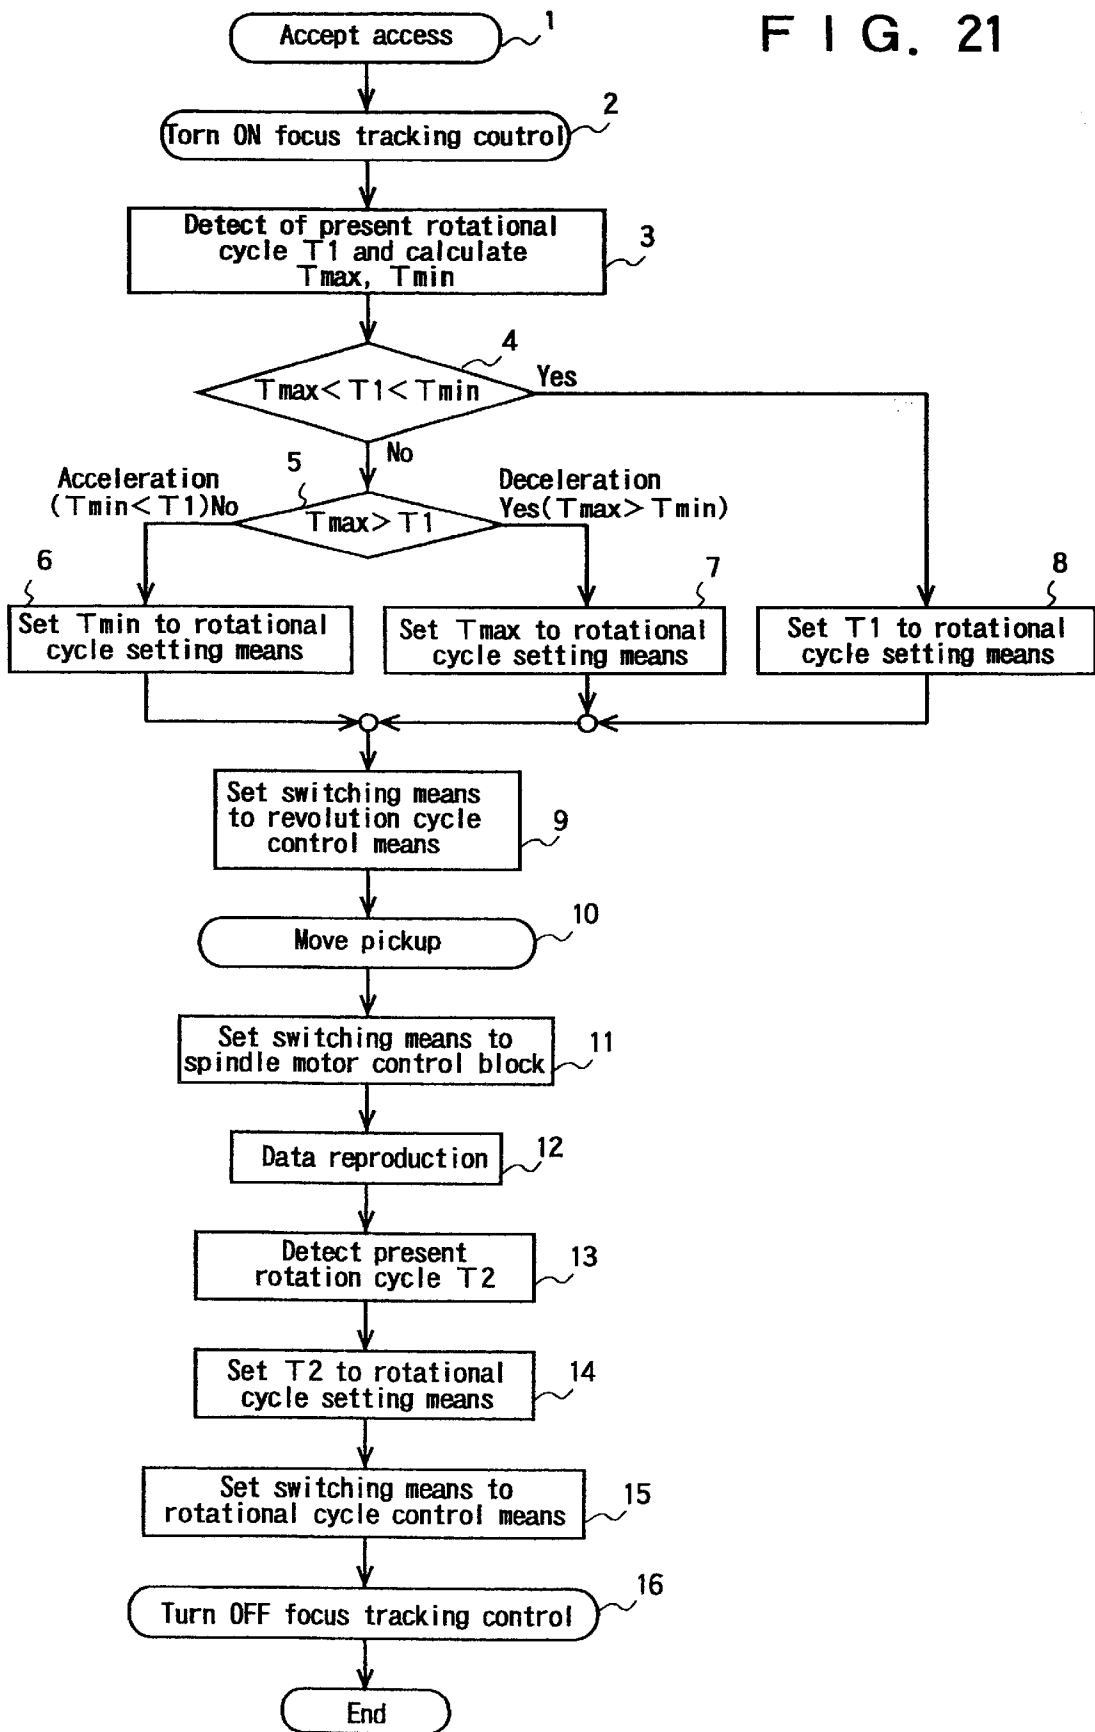 FIG. 21
Accept access
1
Torn ON focus tracking coutrol
2
Detect of present rotational
cycle T1 and calculate
Tmax, Tmin
3
Tmax<T1<Tmin
4
Yes
No
Acceleration
(Tmin<T1)No
5
Tmax>T1
Deceleration
Yes(Tmax>Tmin)
6
Set Tmin to rotational
cycle setting means
7
Set Tmax to rotational
cycle setting means
8
Set T1 to rotational
cycle setting means
Set switching means
to revolution cycle
control means
9
Move pickup
10
Set switching means to
spindle motor control block
11
Data reproduction
12
Detect present
rotation cycle T2
13
Set T2 to rotational
cycle setting means
14
Set switching means to
rotational cycle control means
15
Turn OFF focus tracking control
16
End